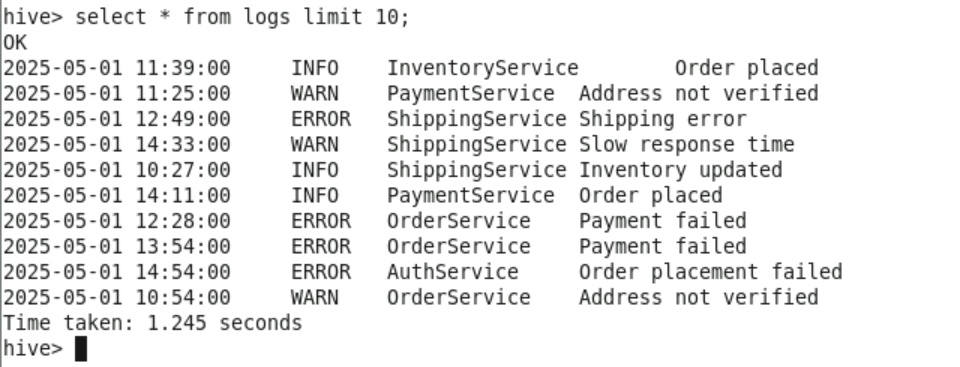 hive> select * from logs limit 10;
OK
2025-05-01 11:39:00	INFO	InventoryService	Order placed
2025-05-01 11:25:00	WARN	PaymentService	Address not verified
2025-05-01 12:49:00	ERROR	ShippingService	Shipping error
2025-05-01 14:33:00	WARN	ShippingService	Slow response time
2025-05-01 10:27:00	INFO	ShippingService	Inventory updated
2025-05-01 14:11:00	INFO	PaymentService	Order placed
2025-05-01 12:28:00	ERROR	OrderService	Payment failed
2025-05-01 13:54:00	ERROR	OrderService	Payment failed
2025-05-01 14:54:00	ERROR	AuthService	Order placement failed
2025-05-01 10:54:00	WARN	OrderService	Address not verified
Time taken: 1.245 seconds
hive>